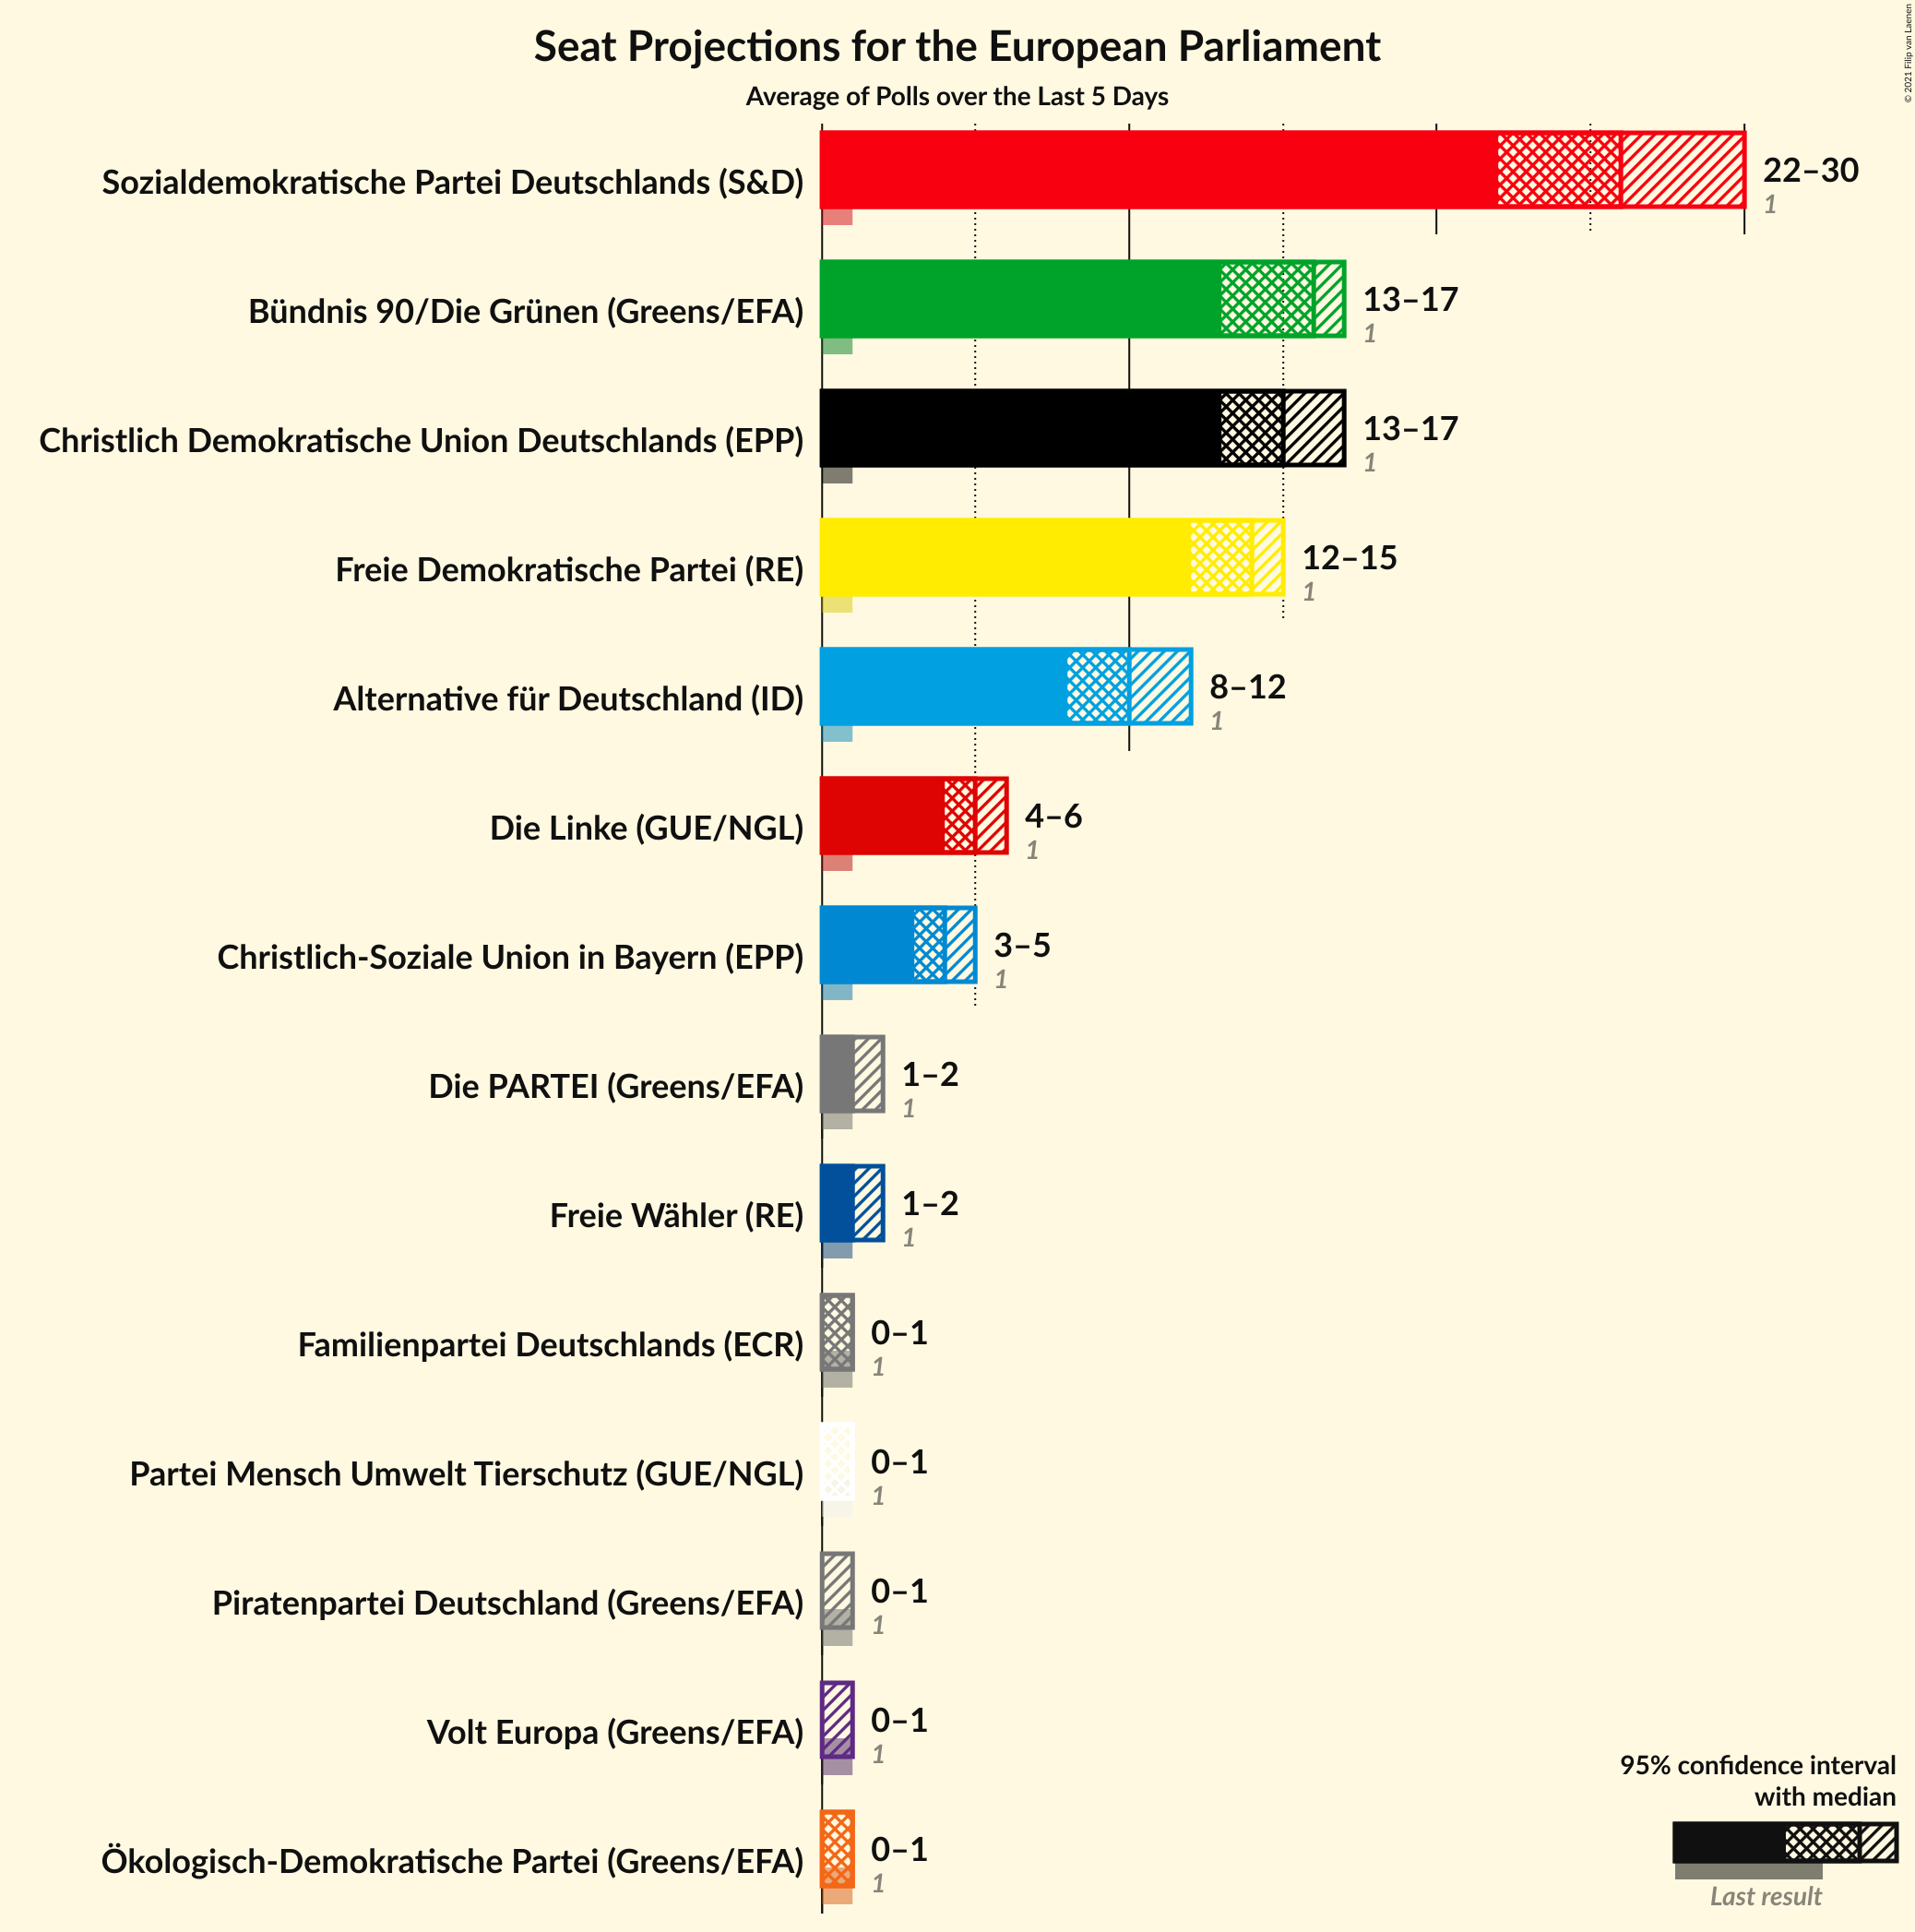 Seat Projections for the European Parliament
Average of Polls over the Last 5 Days
© 2021 Filip van Laenen
Sozialdemokratische Partei Deutschlands (S&D)
22–30
1
Bündnis 90/Die Grünen (Greens/EFA)
13–17
1
Christlich Demokratische Union Deutschlands (EPP)
13–17
1
Freie Demokratische Partei (RE)
12–15
1
Alternative für Deutschland (ID)
8–12
1
Die Linke (GUE/NGL)
4–6
1
Christlich-Soziale Union in Bayern (EPP)
3–5
1
Die PARTEI (Greens/EFA)
1–2
1
Freie Wähler (RE)
1–2
1
Familienpartei Deutschlands (ECR)
0–1
1
Partei Mensch Umwelt Tierschutz (GUE/NGL)
0–1
1
Piratenpartei Deutschland (Greens/EFA)
0–1
1
Volt Europa (Greens/EFA)
0–1
1
Ökologisch-Demokratische Partei (Greens/EFA)
0–1
1
95% confidence interval
with median
Last result